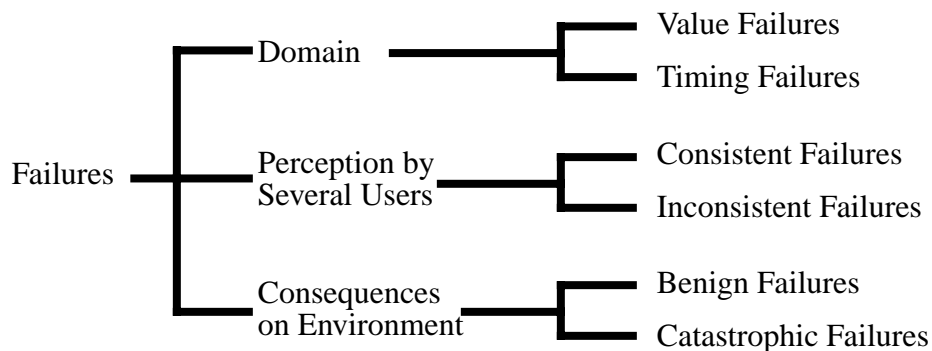 Failures
Domain
Value Failures
Timing Failures
Perception by
Several Users
Consistent Failures
Inconsistent Failures
Consequences
on Environment
Benign Failures
Catastrophic Failures